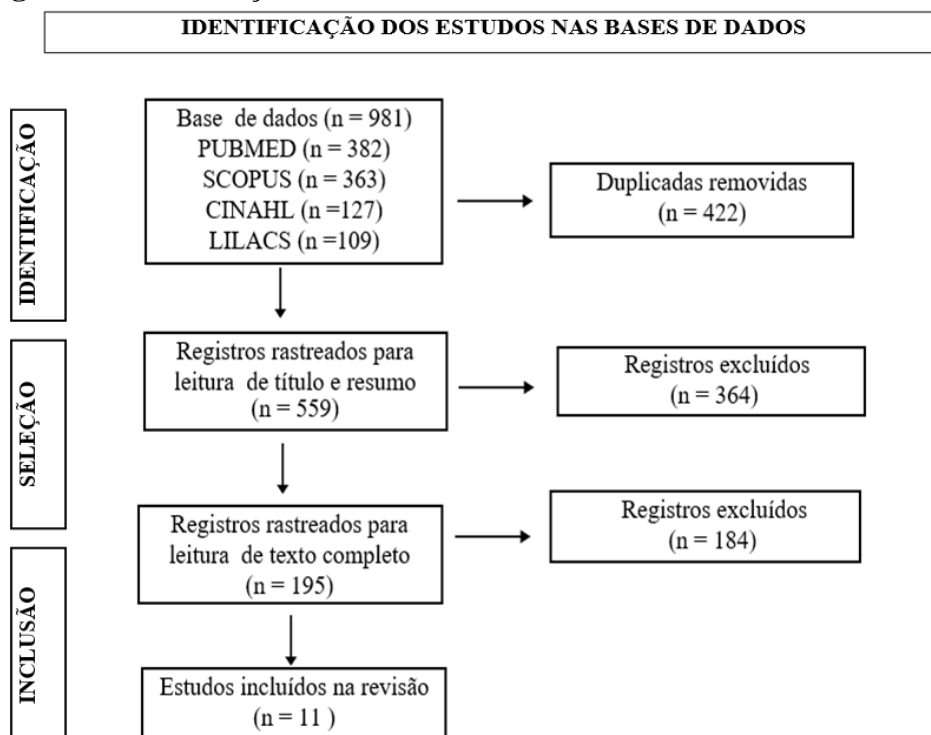 IDENTIFICAÇÃO DOS ESTUDOS NAS BASES DE DADOS
IDENTIFICAÇÃO
Base de dados (n = 981)
PUBMED (n = 382)
SCOPUS (n = 363)
CINAHL (n =127)
LILACS (n =109)
Duplicadas removidas
(n = 422)
SELEÇÃO
Registros rastreados para
leitura de título e resumo
(n = 559)
Registros excluídos
(n = 364)
Registros rastreados para
leitura de texto completo
(n = 195)
Registros excluídos
(n = 184)
INCLUSÃO
Estudos incluídos na revisão
(n = 11 )